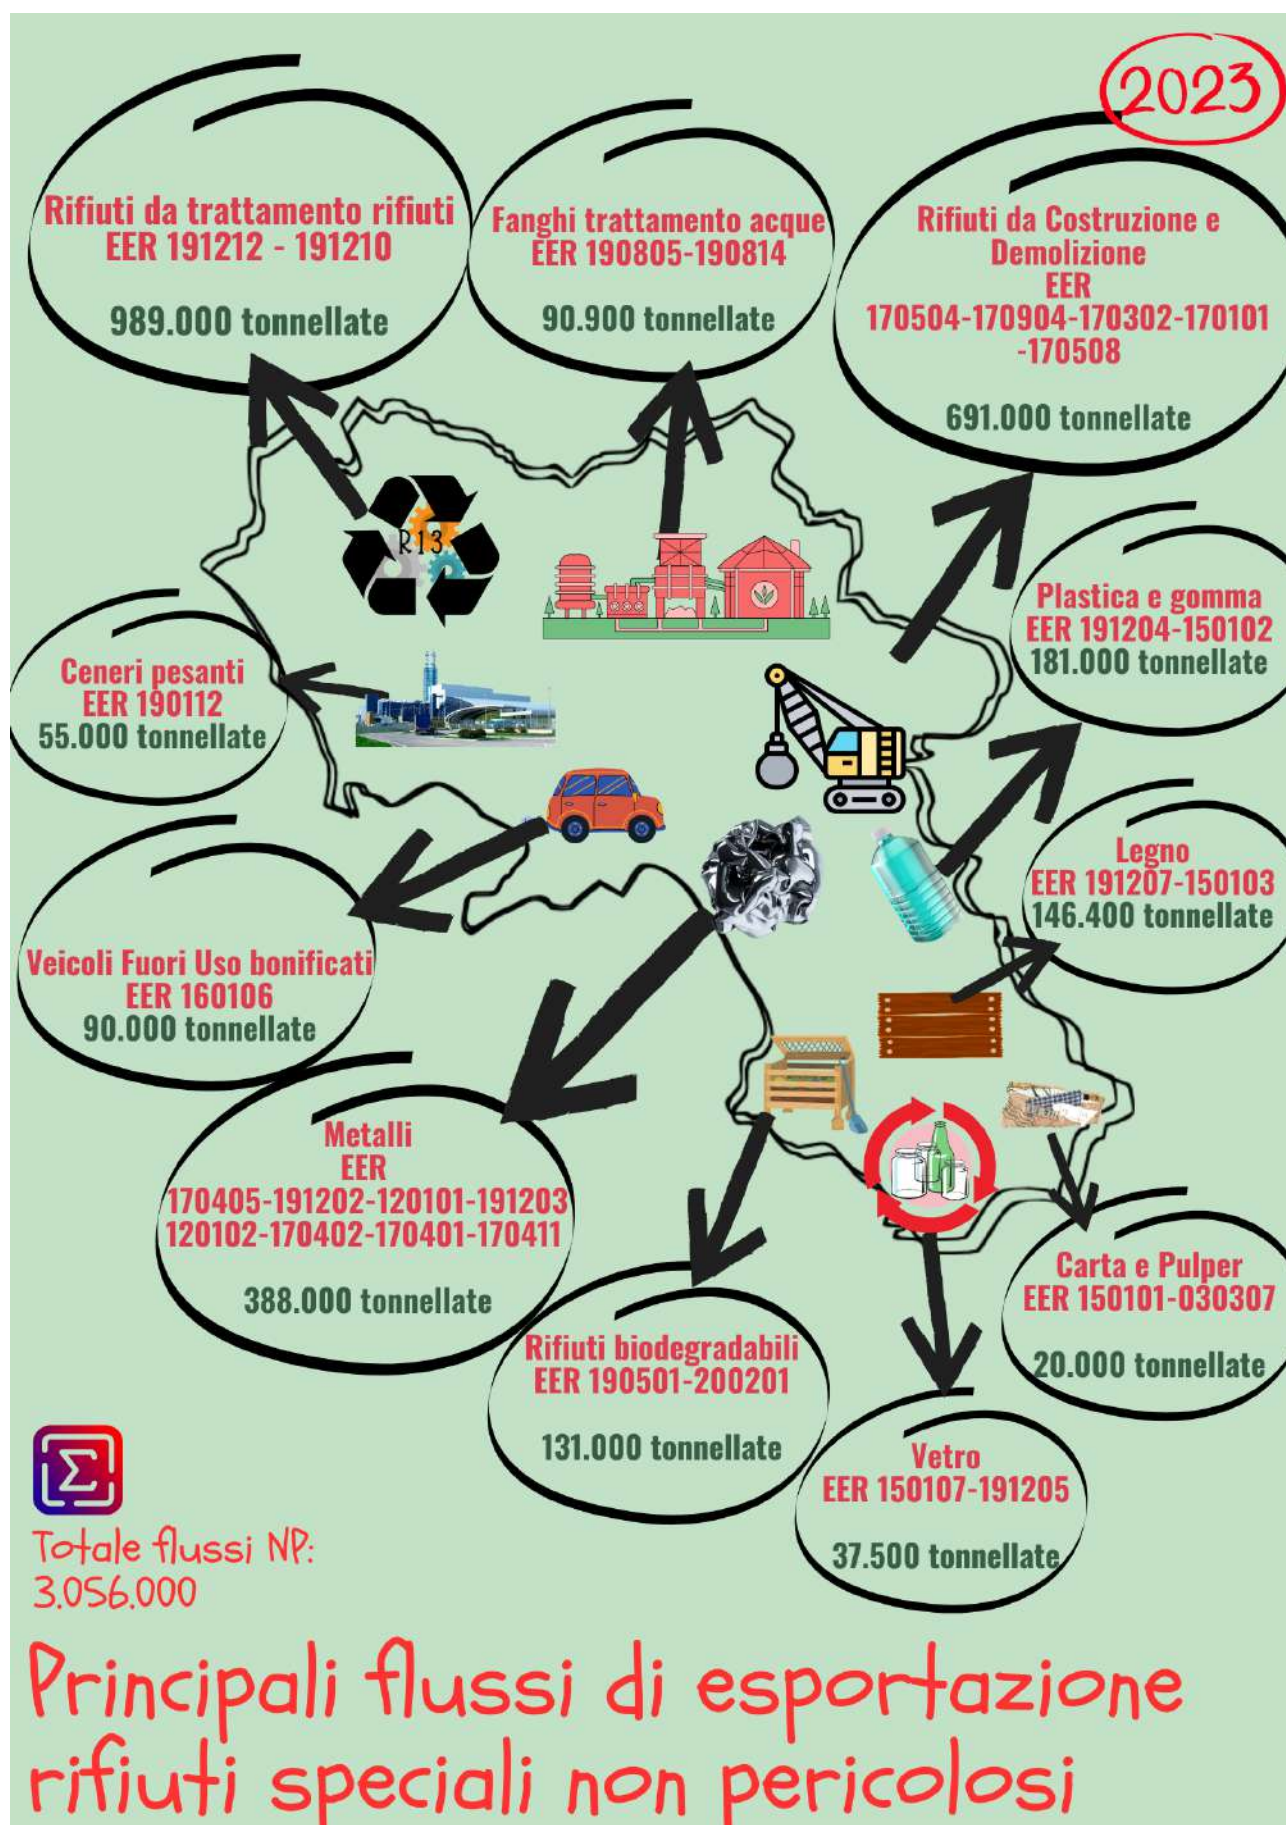 2023
Rifiuti da trattamento rifiuti
EER 191212 - 191210
989.000 tonnellate
Fanghi trattamento acque
EER 190805-190814
90.900 tonnellate
Rifiuti da Costruzione e
Demolizione
EER
170504-170904-170302-170101
-170508
691.000 tonnellate
R13
Plastica e gomma
EER 191204-150102
181.000 tonnellate
Ceneri pesanti
EER 190112
55.000 tonnellate
Legno
EER 191207-150103
146.400 tonnellate
Veicoli Fuori Uso bonificati
EER 160106
90.000 tonnellate
Metalli
EER
170405-191202-120101-191203
120102-170402-170401-170411
388.000 tonnellate
Carta e Pulper
EER 150101-030307
20.000 tonnellate
Rifiuti biodegradabili
EER 190501-200201
131.000 tonnellate
Vetro
EER 150107-191205
37.500 tonnellate
Σ
Totale flussi NP:
3.056.000
Principali flussi di esportazione
rifiuti speciali non pericolosi